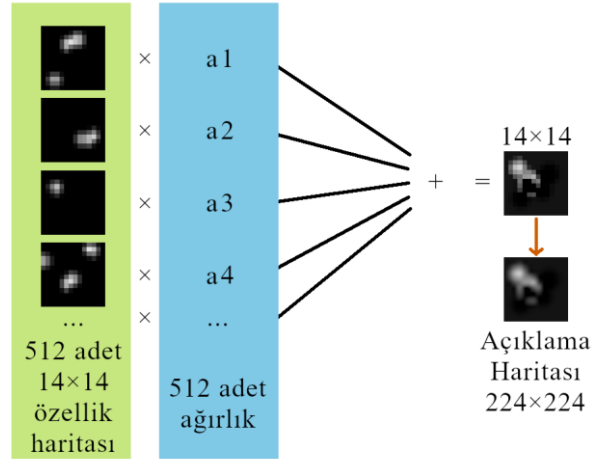 × a1
× a2
× a3
× a4
... × ...
+ =
14×14
512 adet
14×14
özellik
haritası
512 adet
ağırlık
Açıklama
Haritası
224×224